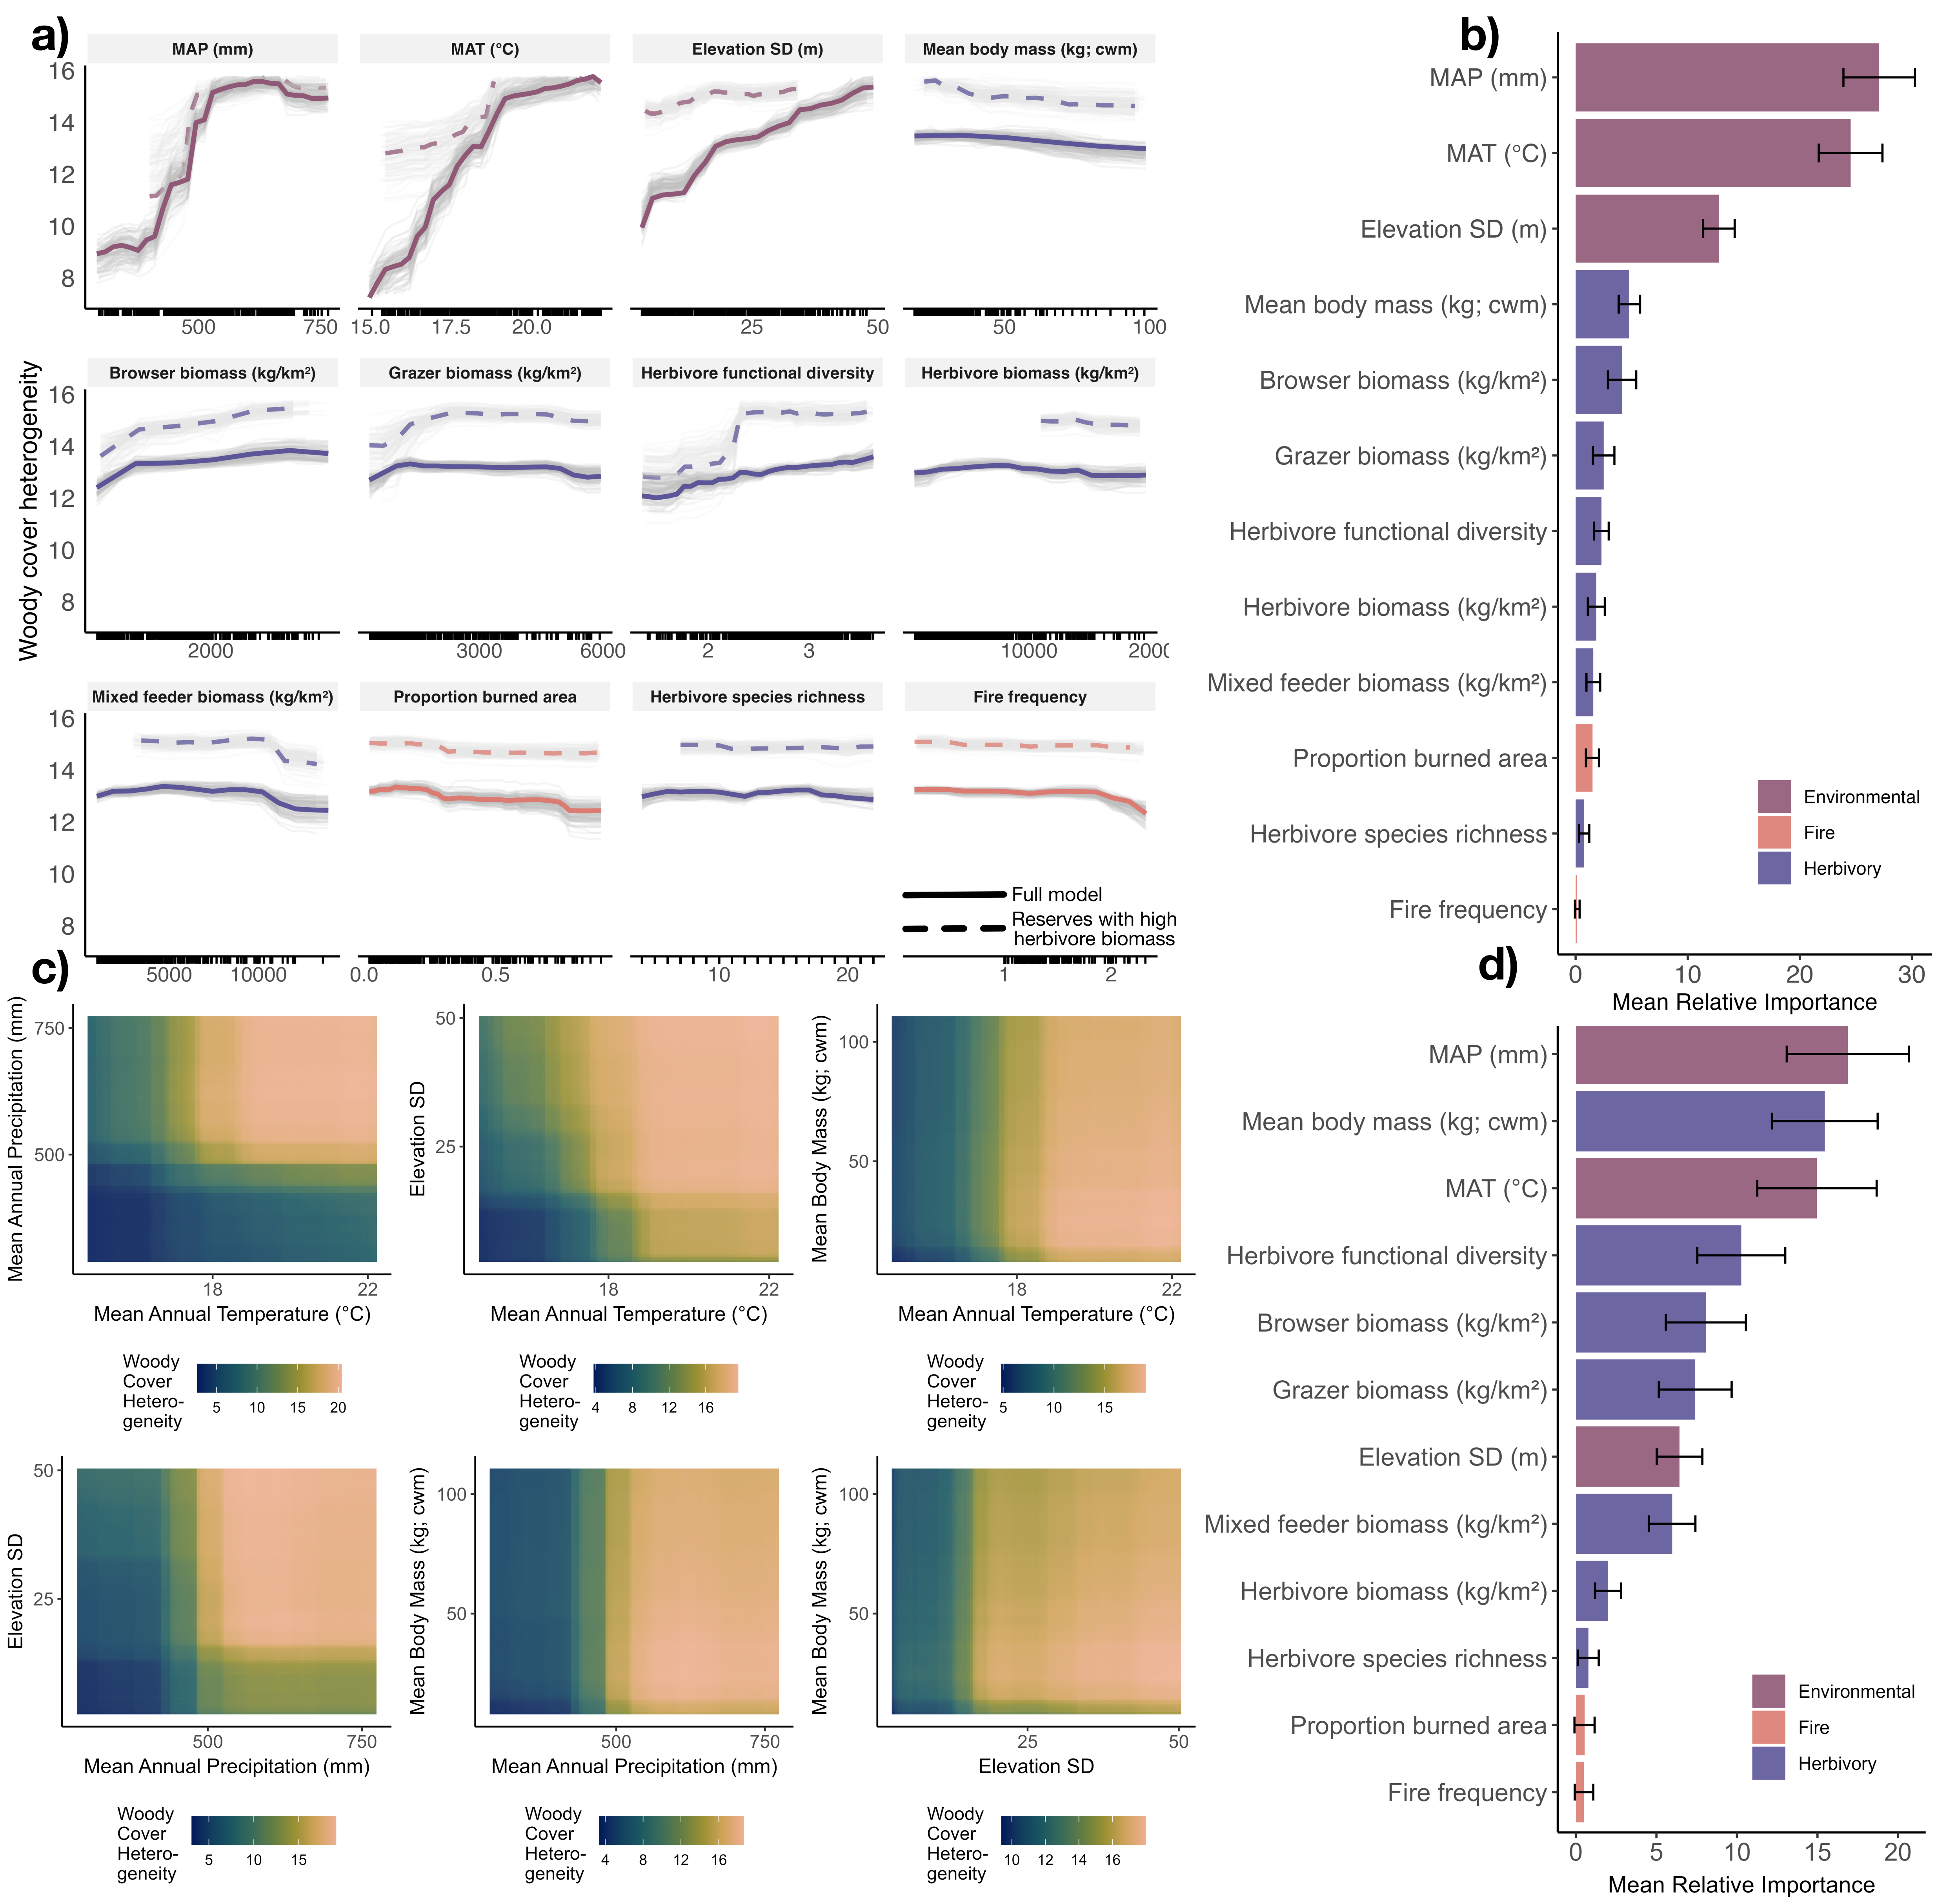 a)
MAP (mm)
MAT (°C)
Elevation SD (m)
Mean body mass (kg; cwm)
16
14
12
10
8
500
750
15.0
17.5
20.0
25
50
50
100
Woody cover heterogeneity
Browser biomass (kg/km²)
Grazer biomass (kg/km²)
Herbivore functional diversity
Herbivore biomass (kg/km²)
16
14
12
10
8
2000
3000
6000
2
3
10000
Mixed feeder biomass (kg/km²)
Proportion burned area
Herbivore species richness
Fire frequency
16
14
12
10
8
Full model
Reserves with high
herbivore biomass
5000
10000
0.0
0.5
10
20
1
2
b)
MAP (mm)
MAT (°C)
Elevation SD (m)
Mean body mass (kg; cwm)
Browser biomass (kg/km²)
Grazer biomass (kg/km²)
Herbivore functional diversity
Herbivore biomass (kg/km²)
Mixed feeder biomass (kg/km²)
Proportion burned area
Herbivore species richness
Fire frequency
Environmental
Fire
Herbivory
0
10
20
30
Mean Relative Importance
c)
Mean Annual Precipitation (mm)
750
500
18
22
Mean Annual Temperature (°C)
Woody
Cover
Hetero-
geneity
5
10
15
20
Elevation SD
50
25
18
22
Mean Annual Temperature (°C)
Woody
Cover
Hetero-
geneity
4
8
12
16
Mean Body Mass (kg; cwm)
100
50
18
22
Mean Annual Temperature (°C)
Woody
Cover
Hetero-
geneity
5
10
15
Elevation SD
50
25
500
750
Mean Annual Precipitation (mm)
Woody
Cover
Hetero-
geneity
5
10
15
Mean Body Mass (kg; cwm)
100
50
500
750
Mean Annual Precipitation (mm)
Woody
Cover
Hetero-
geneity
4
8
12
16
Mean Body Mass (kg; cwm)
100
50
25
50
Elevation SD
Woody
Cover
Hetero-
geneity
10
12
14
16
d)
MAP (mm)
Mean body mass (kg; cwm)
MAT (°C)
Herbivore functional diversity
Browser biomass (kg/km²)
Grazer biomass (kg/km²)
Elevation SD (m)
Mixed feeder biomass (kg/km²)
Herbivore biomass (kg/km²)
Herbivore species richness
Proportion burned area
Fire frequency
Environmental
Fire
Herbivory
0
5
10
15
20
Mean Relative Importance